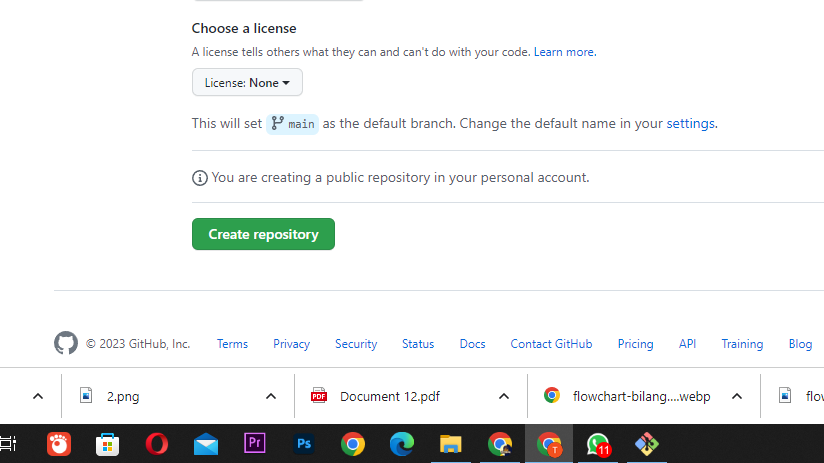 Choose a license
A license tells others what they can and can't do with your code. Learn more.
License: None
This will set main as the default branch. Change the default name in your settings.
You are creating a public repository in your personal account.
Create repository
© 2023 GitHub, Inc. Terms Privacy Security Status Docs Contact GitHub Pricing API Training Blog
2.png PDF Document 12.pdf flowchart-bilang....webp flow
Pr Ps T 11